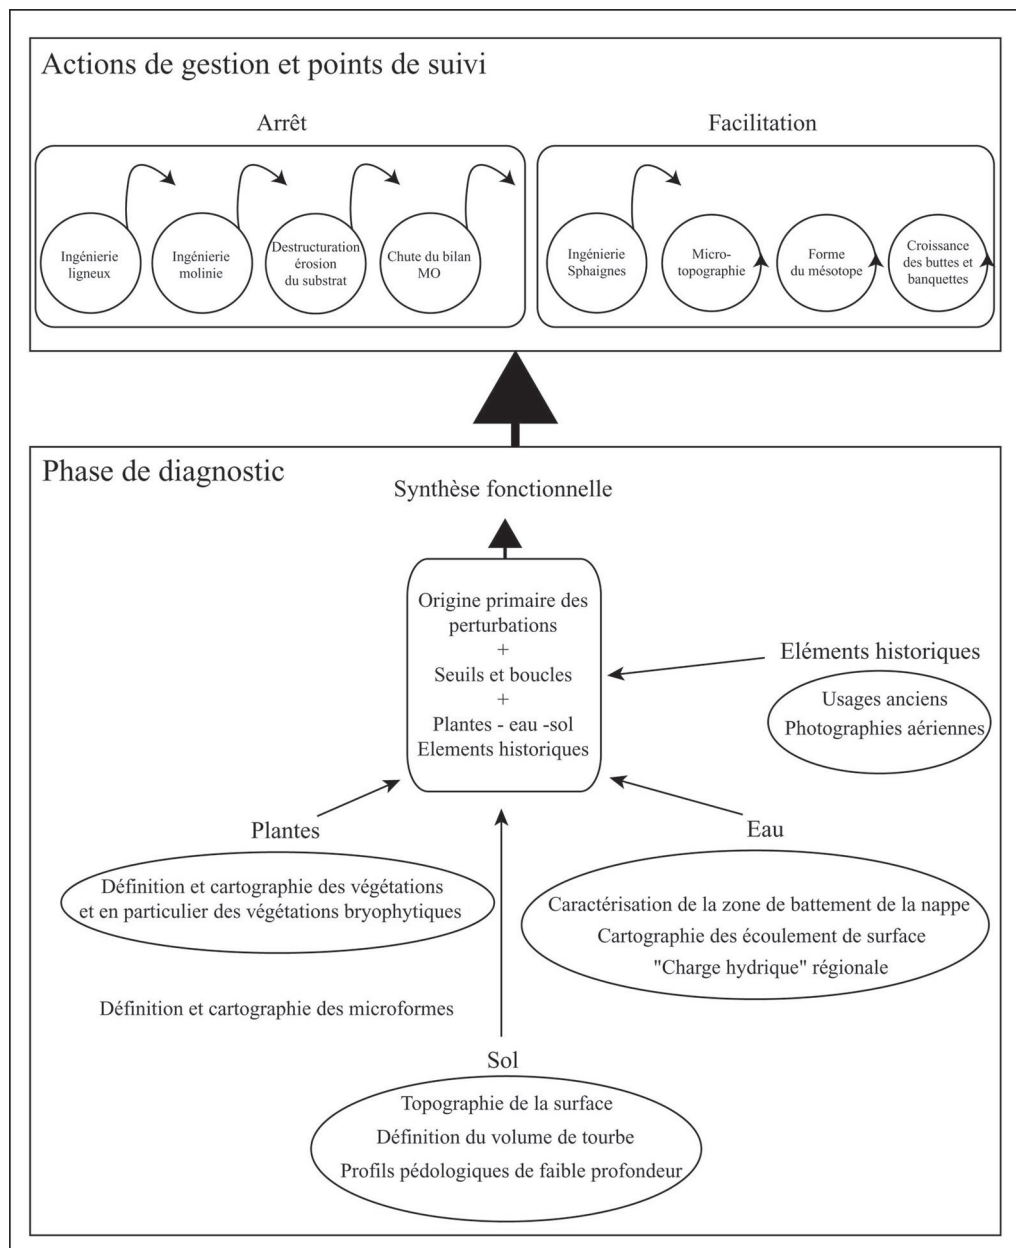 Actions de gestion et points de suivi
Arrêt
Facilitation
Ingénierie
ligneux
Ingénierie
molinie
Destructuration
érosion
du substrat
Chute du bilan
MO
Ingénierie
Sphaignes
Micro-
topographie
Forme
du mésotope
Croissance
des buttes et
banquettes
Phase de diagnostic
Synthèse fonctionnelle
Origine primaire des
perturbations
+
Seuils et boucles
+
Plantes - eau -sol
Elements historiques
Eléments historiques
Usages anciens
Photographies aériennes
Plantes
Définition et cartographie des végétations
et en particulier des végétations bryophytiques
Eau
Caractérisation de la zone de battement de la nappe
Cartographie des écoulement de surface
"Charge hydrique" régionale
Définition et cartographie des microformes
Sol
Topographie de la surface
Définition du volume de tourbe
Profils pédologiques de faible profondeur